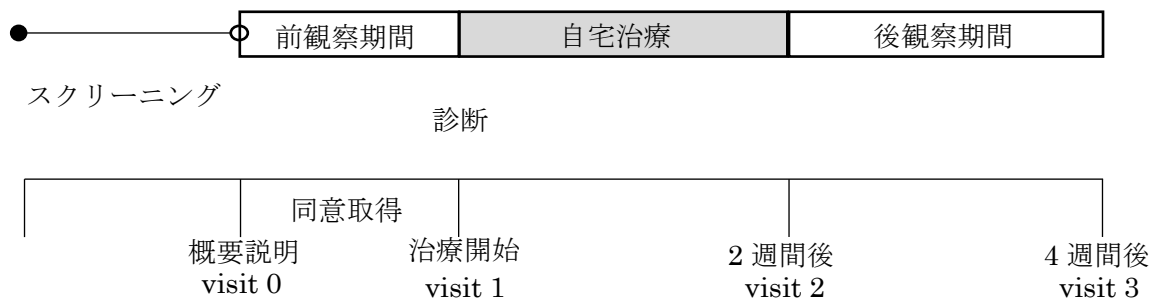 前観察期間
自宅治療
後観察期間
スクリーニング
診断
同意取得
概要説明
visit 0
治療開始
visit 1
2 週間後
visit 2
4 週間後
visit 3